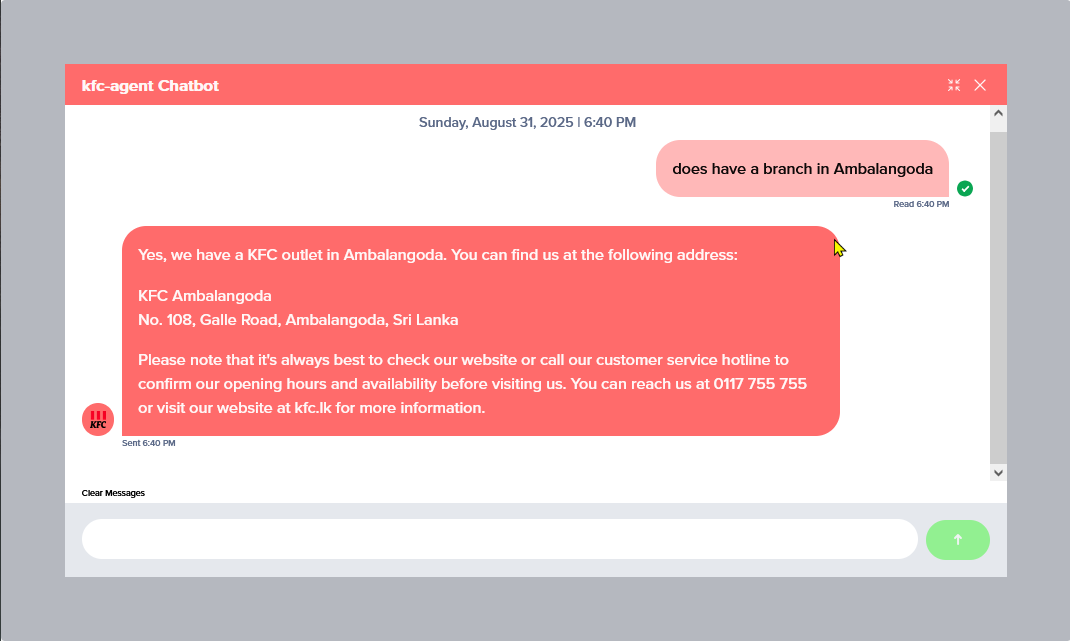 kfc-agent Chatbot
Sunday, August 31, 2025 | 6:40 PM
does have a branch in Ambalangoda
Read 6:40 PM
Yes, we have a KFC outlet in Ambalangoda. You can find us at the following address:
KFC Ambalangoda
No. 108, Galle Road, Ambalangoda, Sri Lanka
Please note that it's always best to check our website or call our customer service hotline to
confirm our opening hours and availability before visiting us. You can reach us at 0117 755 755
or visit our website at kfc.lk for more information.
KFC
Sent 6:40 PM
Clear Messages